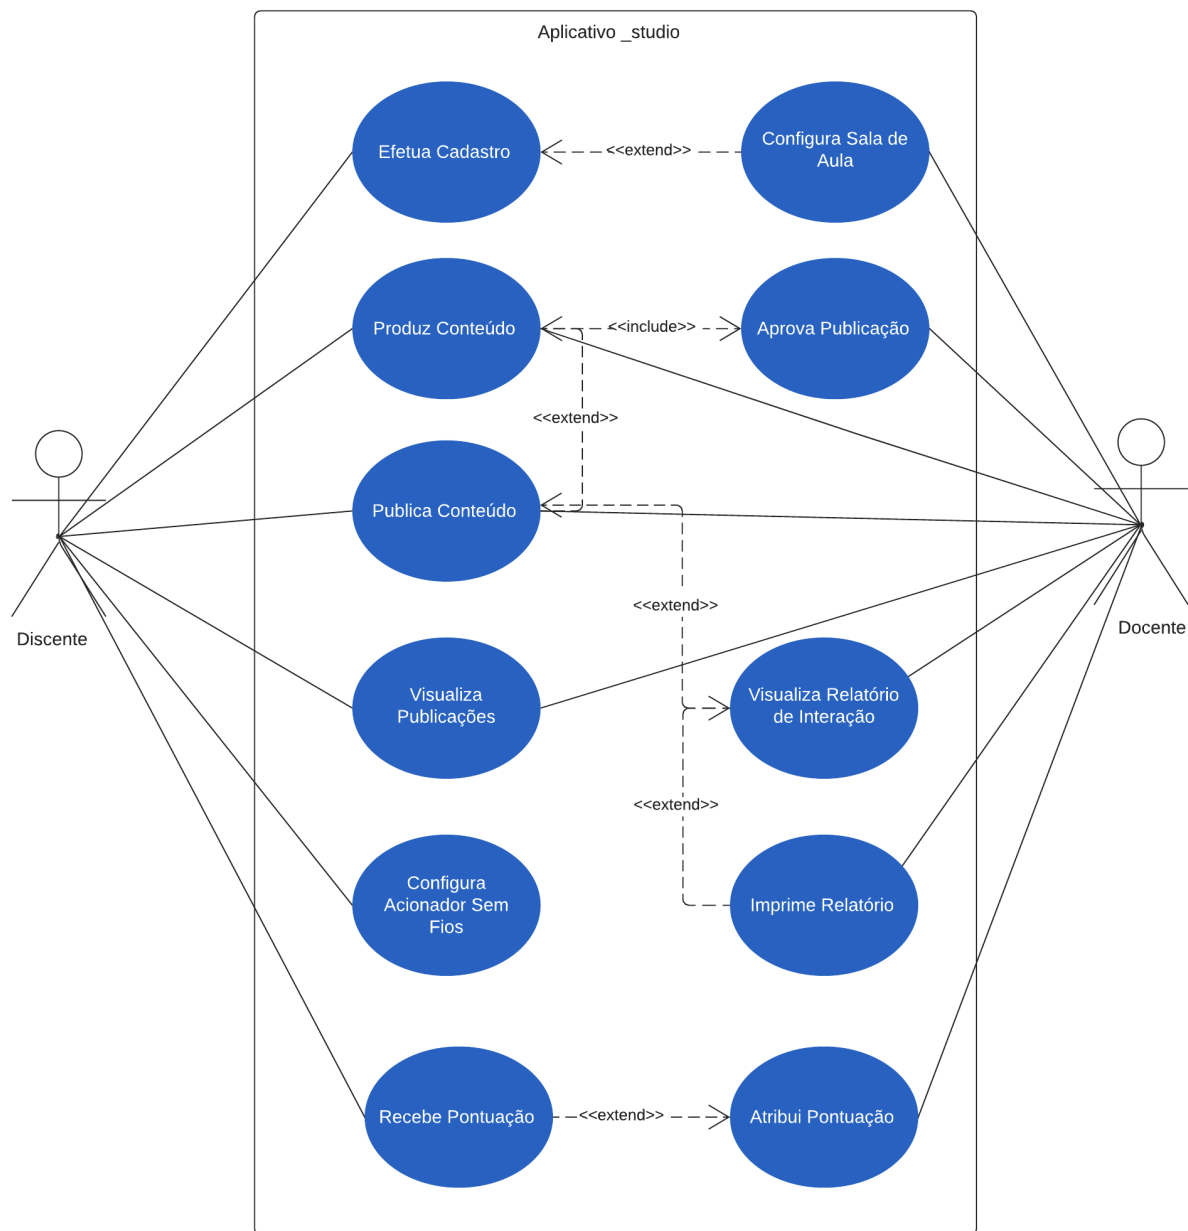 Aplicativo _studio
Efetua Cadastro
<<extend>>
Configura Sala de
Aula
Produz Conteúdo
<<include>>
Aprova Publicação
<<extend>>
Publica Conteúdo
<<extend>>
Discente
Docente
Visualiza
Publicações
Visualiza Relatório
de Interação
<<extend>>
Configura
Acionador Sem
Fios
Imprime Relatório
Recebe Pontuação
<<extend>>
Atribui Pontuação